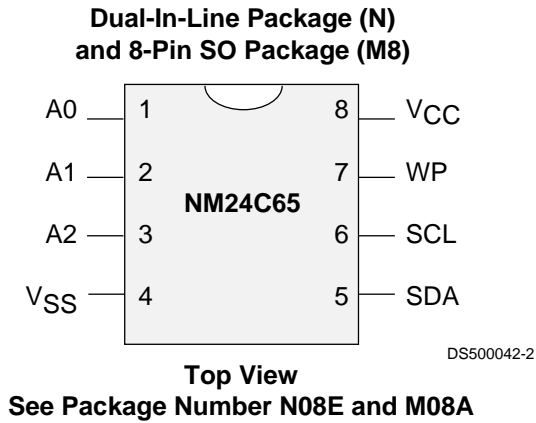 Dual-In-Line Package (N)
and 8-Pin SO Package (M8)
A0 1 8 VCC
A1 2 7 WP
NM24C65
A2 3 6 SCL
VSS 4 5 SDA
DS500042-2
Top View
See Package Number N08E and M08A